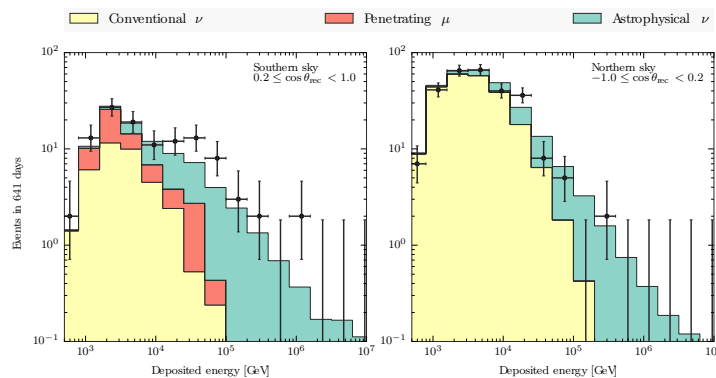 Conventional ν Penetrating μ Astrophysical ν
Southern sky
0.2 ≤ cos θrec < 1.0
Northern sky
−1.0 ≤ cos θrec < 0.2
Events in 641 days
10²
10¹
10⁰
10⁻¹
10³ 10⁴ 10⁵ 10⁶ 10⁷
Deposited energy [GeV]
10²
10¹
10⁰
10⁻¹
10³ 10⁴ 10⁵ 10⁶ 10
Deposited energy [GeV]